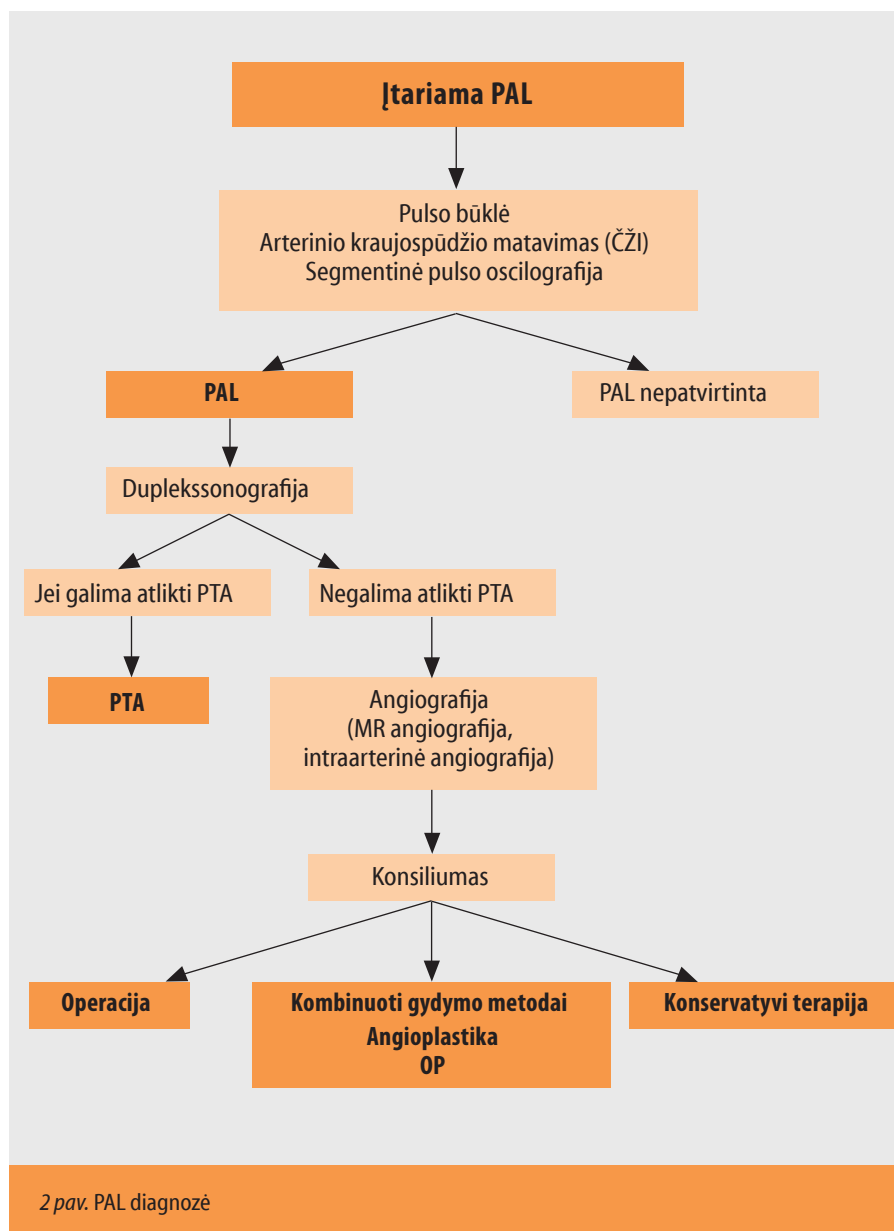 Įtariama PAL
Pulso būklė
Arterinio kraujospūdžio matavimas (ČŽI)
Segmentinė pulso oscilografija
PAL
PAL nepatvirtinta
Duplekssonografija
Jei galima atlikti PTA
Negalima atlikti PTA
PTA
Angiografija
(MR angiografija,
intraarterinė angiografija)
Konsiliumas
Operacija
Kombinuoti gydymo metodai
Angioplastika
OP
Konservatyvi terapija
2 pav. PAL diagnozė